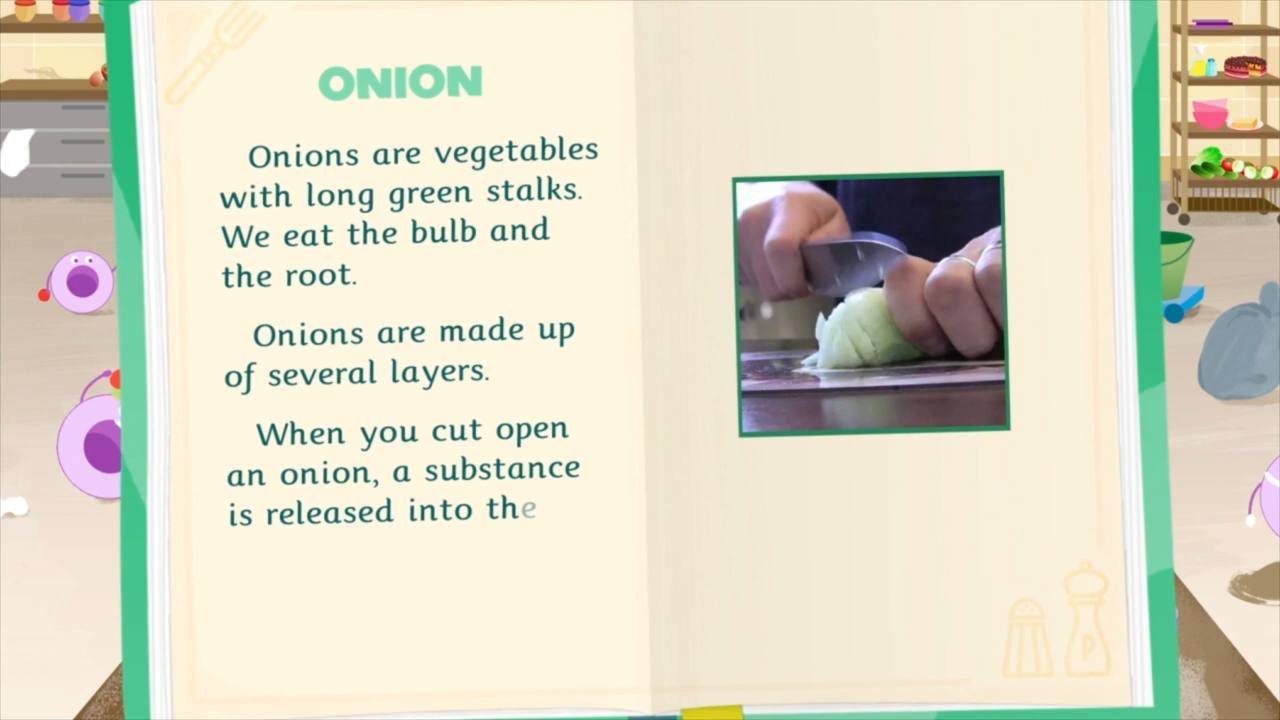 ONION
Onions are vegetables
with long green stalks.
We eat the bulb and
the root.
Onions are made up
of several layers.
When you cut open
an onion, a substance
is released into the
P